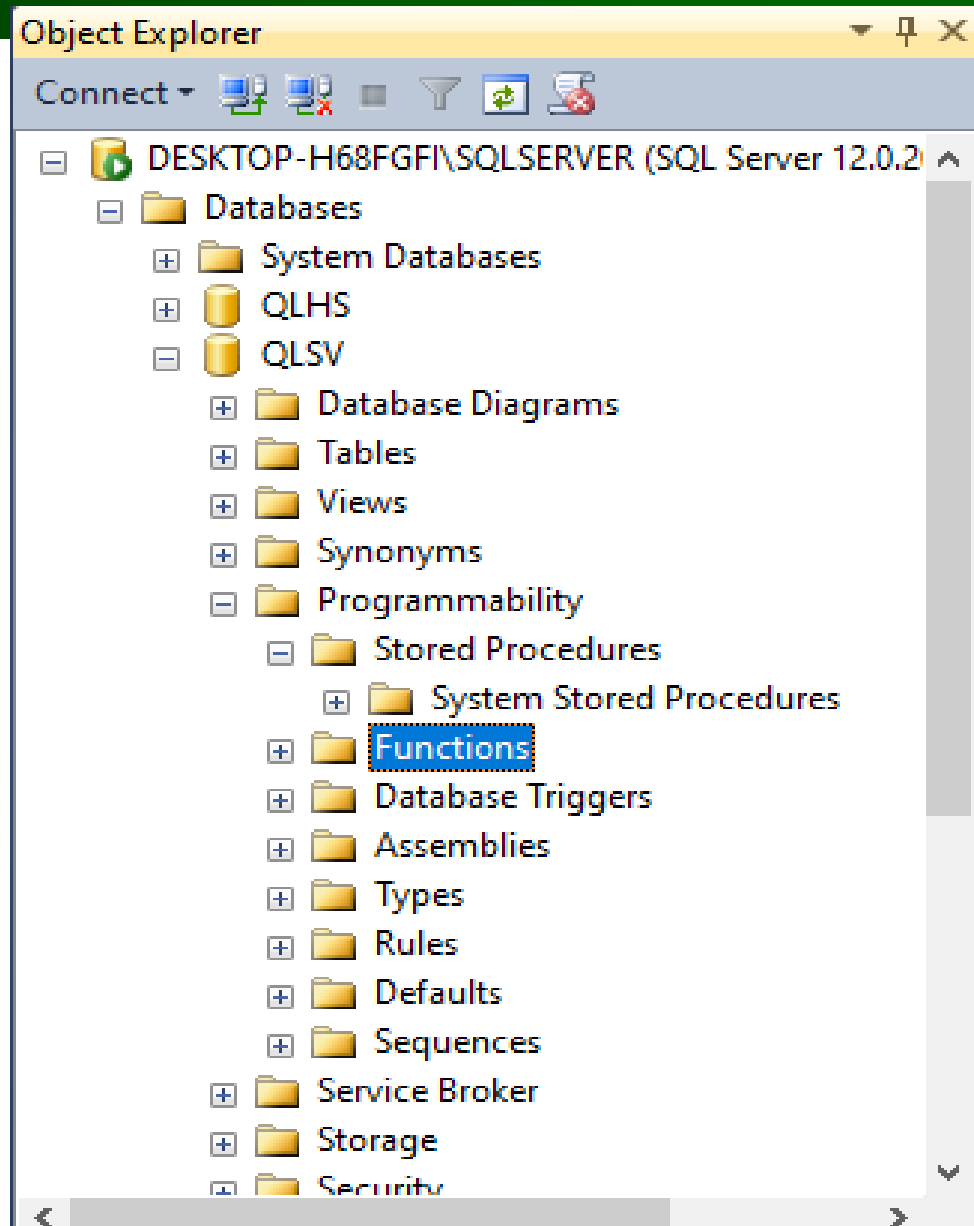 Object Explorer
Connect
DESKTOP-H68FGFI\SQLSERVER (SQL Server 12.0.2
Databases
System Databases
QLHS
QLSV
Database Diagrams
Tables
Views
Synonyms
Programmability
Stored Procedures
System Stored Procedures
Functions
Database Triggers
Assemblies
Types
Rules
Defaults
Sequences
Service Broker
Storage
Security